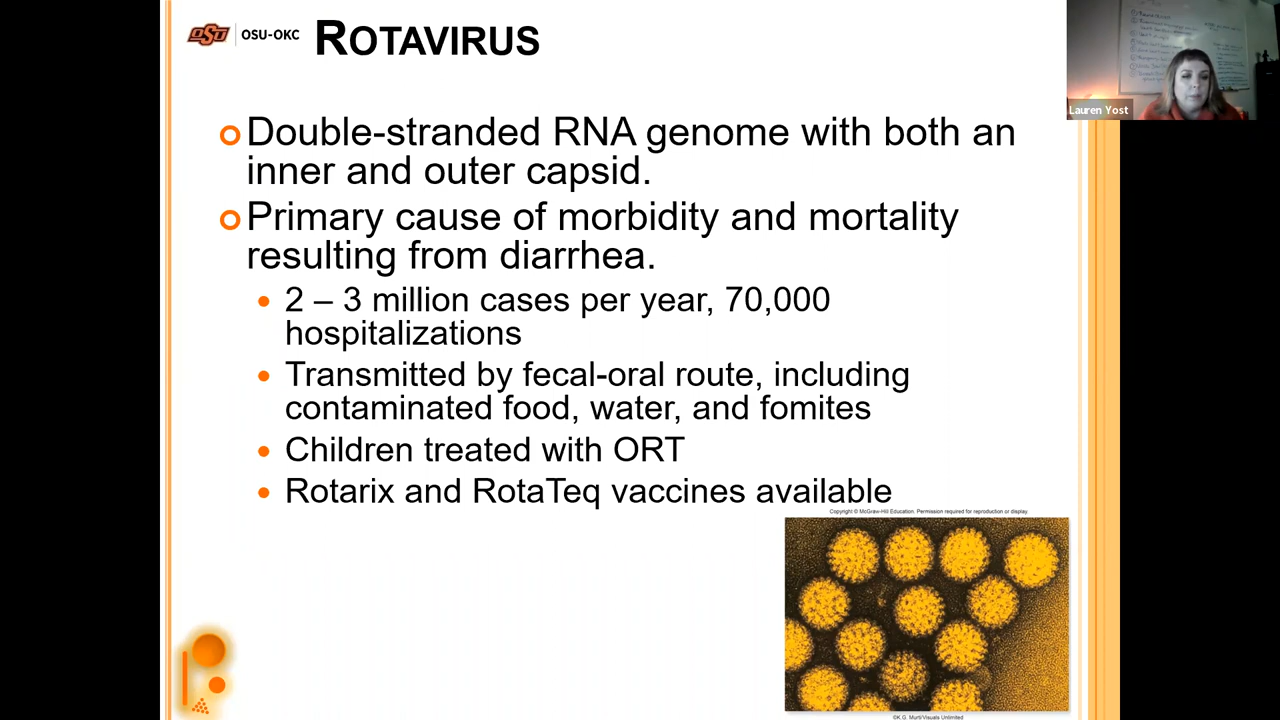 OSU
OSU-OKC
ROTAVIRUS
Lauren Yost
Double-stranded RNA genome with both an
inner and outer capsid.
Primary cause of morbidity and mortality
resulting from diarrhea.
2 – 3 million cases per year, 70,000
hospitalizations
Transmitted by fecal-oral route, including
contaminated food, water, and fomites
Children treated with ORT
Rotarix and RotaTeq vaccines available
Copyright © McGraw-Hill Education. Permission required for reproduction or display.
©K.G. Murti/Visuals Unlimited